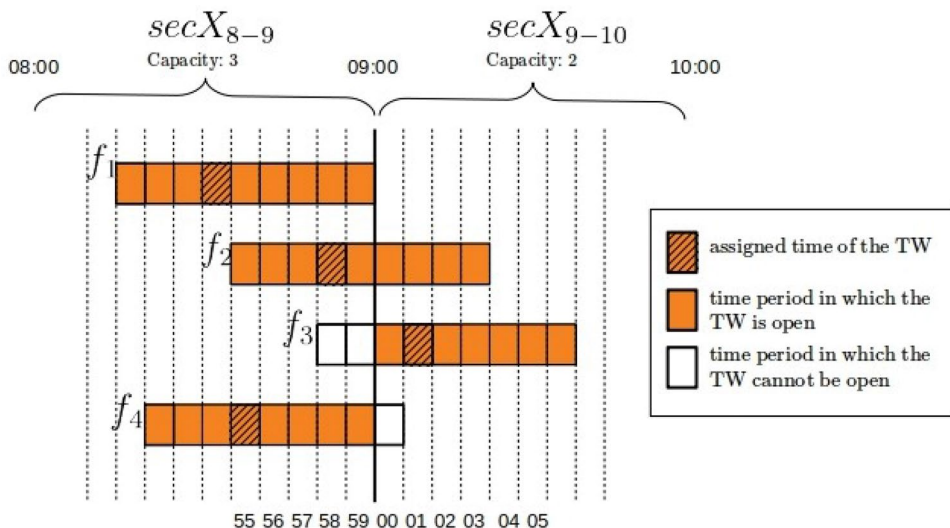 secX8−9
secX9−10
Capacity: 3
Capacity: 2
08:00
09:00
10:00
f1
f2
f3
f4
assigned time of the TW
time period in which the
TW is open
time period in which the
TW cannot be open
55 56 57 58 59 00 01 02 03 04 05